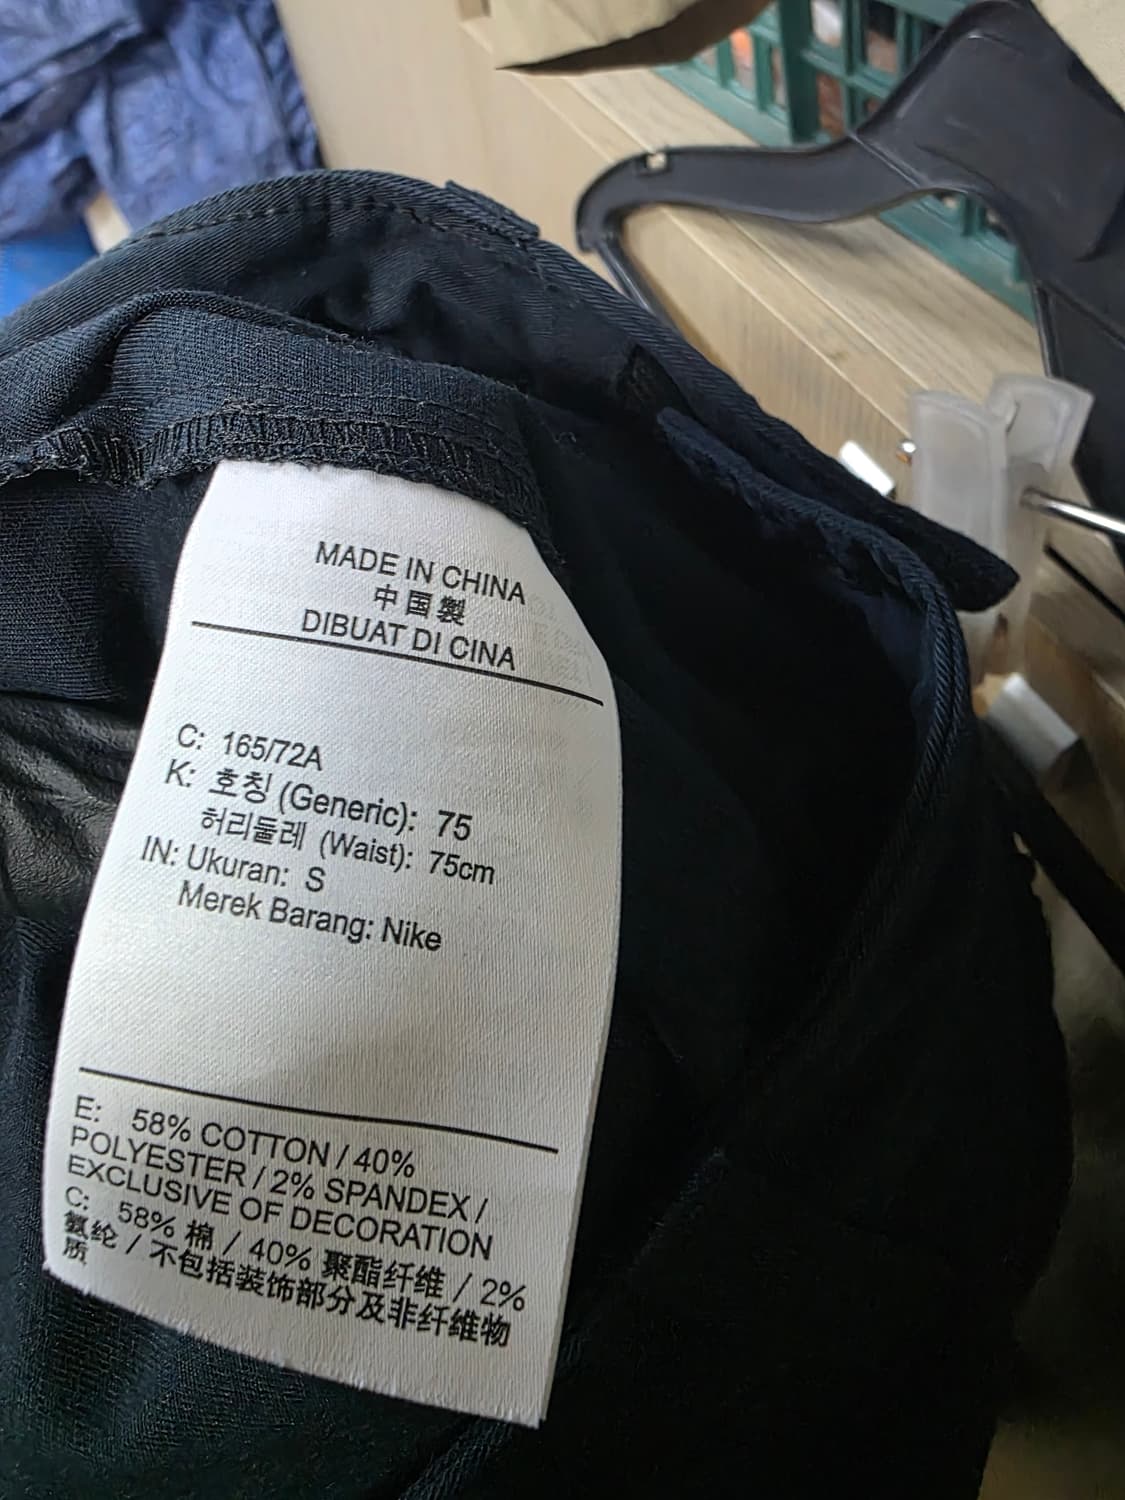 MADE IN CHINA
中国製
DIBUAT DI CINA
C: 165/72A
K: 호칭 (Generic): 75
허리둘레 (Waist): 75cm
IN: Ukuran: S
Merek Barang: Nike
E: 58% COTTON / 40%
POLYESTER / 2% SPANDEX /
EXCLUSIVE OF DECORATION
C: 58% 棉 / 40% 聚酯纤维 / 2%
氨纶 / 不包括装饰部分及非纤维物
质